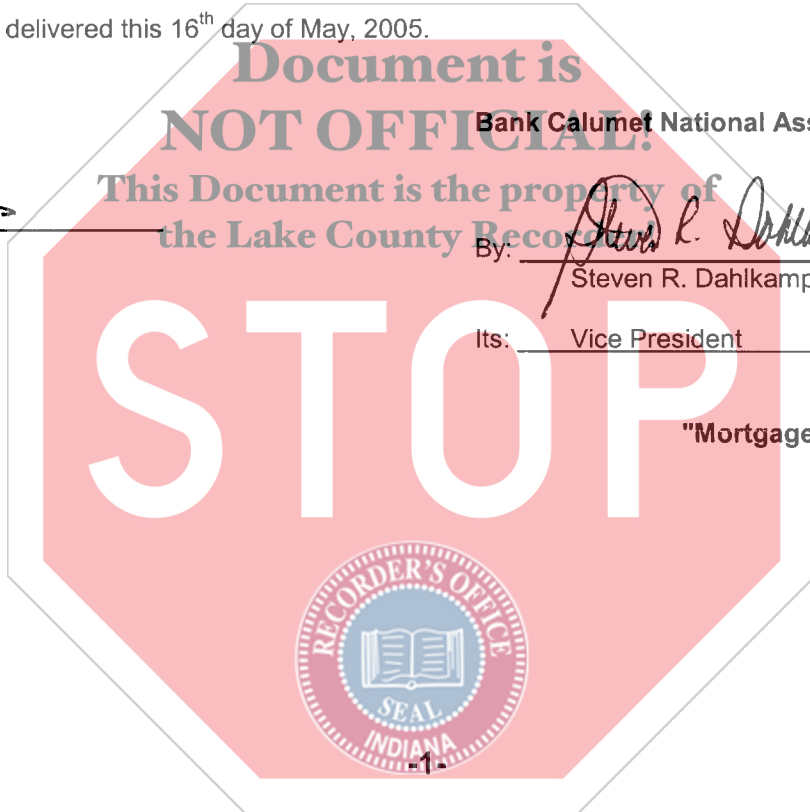 delivered this 16th day of May, 2005.
Document is
NOT OFFICIAL!
Bank Calumet National Ass
This Document is the property of
the Lake County Recorder!
By: Steven R. Dahlka
Steven R. Dahlkamp
Its: Vice President
STOP
"Mortgage
RECORDER'S OFFICE
SEAL
INDIANA
-1-